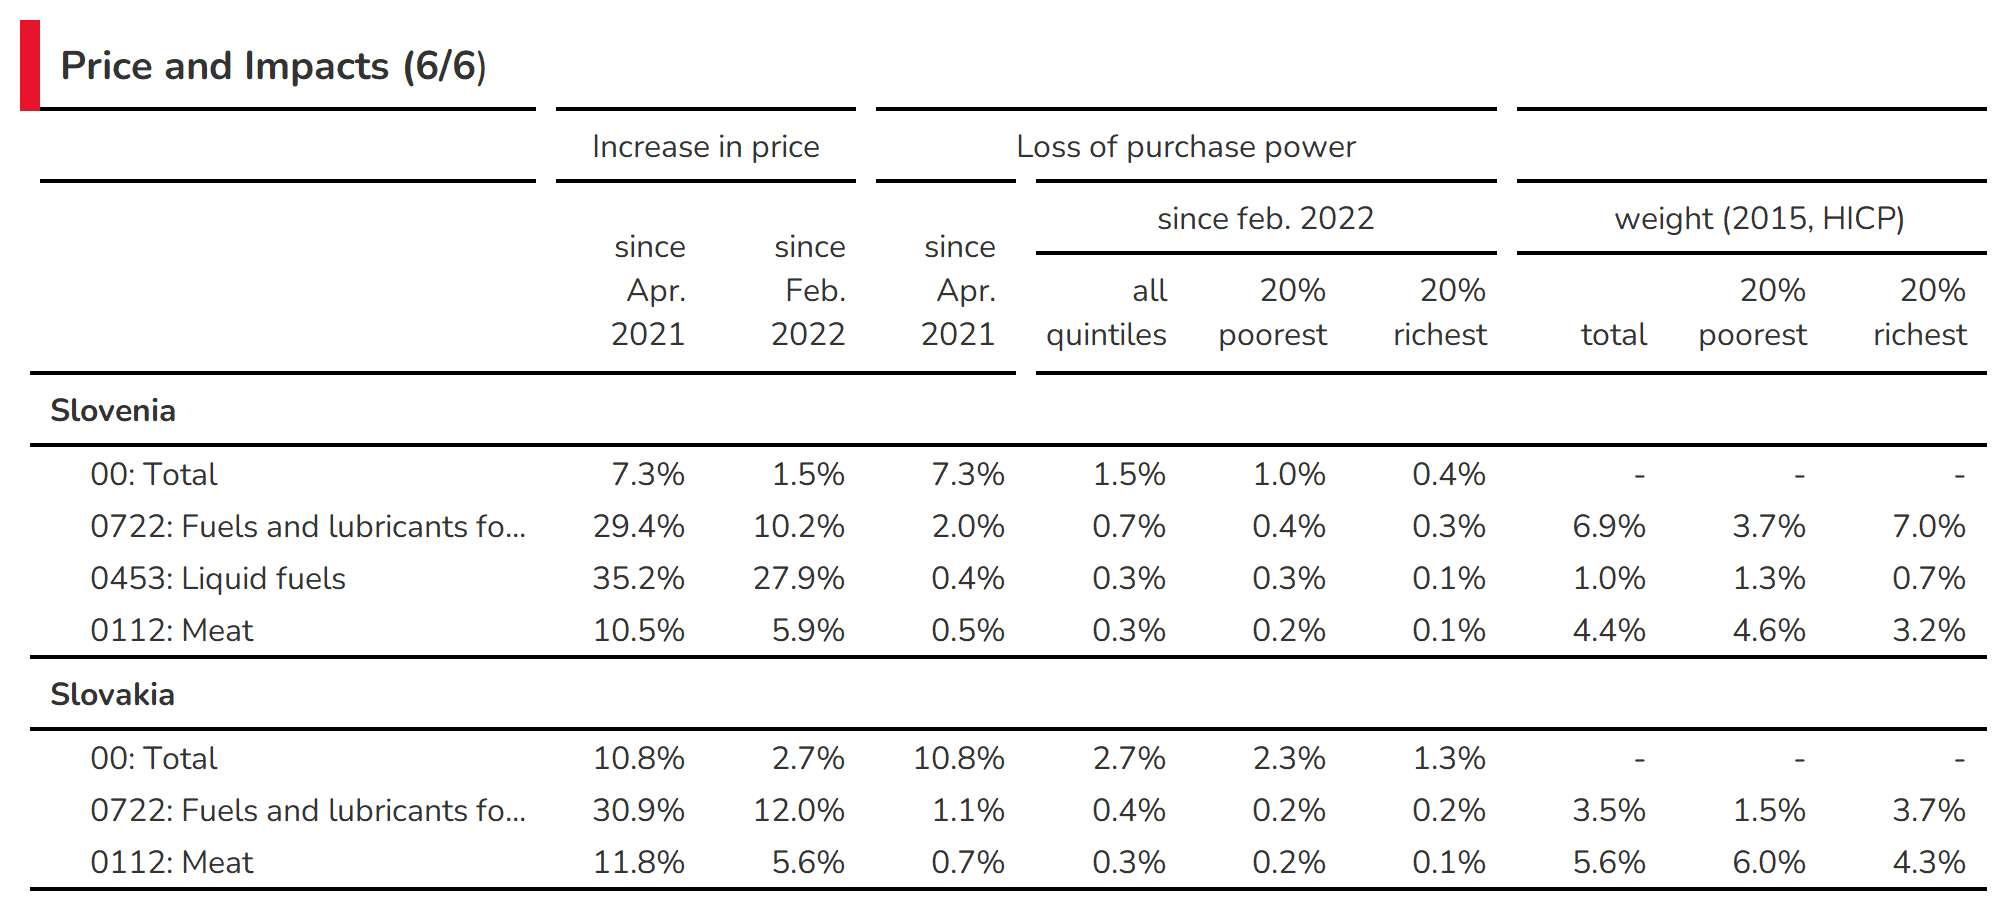 Price and Impacts (6/6)
Increase in price Loss of purchase power
since feb. 2022 weight (2015, HICP)
since since since
Apr. Feb. Apr. all 20% 20% 20% 20%
2021 2022 2021 quintiles poorest richest total poorest richest
Slovenia
00: Total 7.3% 1.5% 7.3% 1.5% 1.0% 0.4% - - -
0722: Fuels and lubricants fo... 29.4% 10.2% 2.0% 0.7% 0.4% 0.3% 6.9% 3.7% 7.0%
0453: Liquid fuels 35.2% 27.9% 0.4% 0.3% 0.3% 0.1% 1.0% 1.3% 0.7%
0112: Meat 10.5% 5.9% 0.5% 0.3% 0.2% 0.1% 4.4% 4.6% 3.2%
Slovakia
00: Total 10.8% 2.7% 10.8% 2.7% 2.3% 1.3% - - -
0722: Fuels and lubricants fo... 30.9% 12.0% 1.1% 0.4% 0.2% 0.2% 3.5% 1.5% 3.7%
0112: Meat 11.8% 5.6% 0.7% 0.3% 0.2% 0.1% 5.6% 6.0% 4.3%